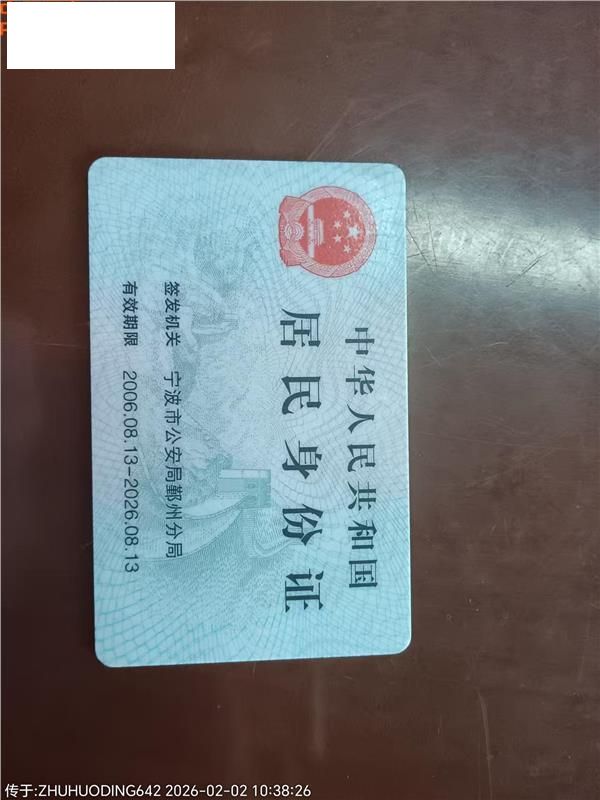 中华人民共和国
居民身份证
签发机关 宁波市公安局鄞州分局
有效期限 2006.08.13-2026.08.13
传于:ZHUHUODING642 2026-02-02 10:38:26